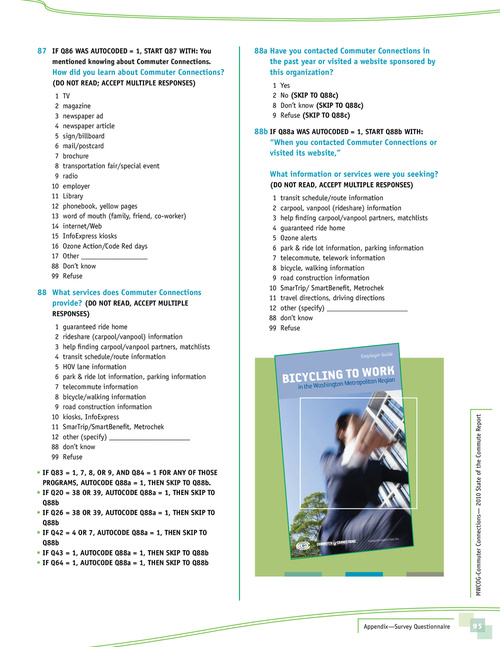 87 IF Q86 WAS AUTOCODED = 1, START Q87 WITH: You
mentioned knowing about Commuter Connections.
How did you learn about Commuter Connections?
(DO NOT READ; ACCEPT MULTIPLE RESPONSES)
1 TV
2 magazine
3 newspaper ad
4 newspaper article
5 sign/billboard
6 mail/postcard
7 brochure
8 transportation fair/special event
9 radio
10 employer
11 Library
12 phonebook, yellow pages
13 word of mouth (family, friend, co-worker)
14 internet/Web
15 InfoExpress kiosks
16 Ozone Action/Code Red days
17 Other ____________________
88 Don't know
99 Refuse
88 What services does Commuter Connections
provide? (DO NOT READ, ACCEPT MULTIPLE
RESPONSES)
1 guaranteed ride home
2 rideshare (carpool/vanpool) information
3 help finding carpool/vanpool partners, matchlists
4 transit schedule/route information
5 HOV lane information
6 park & ride lot information, parking information
7 telecommute information
8 bicycle/walking information
9 road construction information
10 kiosks, InfoExpress
11 SmarTrip/SmartBenefit, Metrochek
12 other (specify) ________________________
88 don't know
99 Refuse
• IF Q83 = 1, 7, 8, OR 9, AND Q84 = 1 FOR ANY OF THOSE
PROGRAMS, AUTOCODE Q88a = 1, THEN SKIP TO Q88b.
• IF Q20 = 38 OR 39, AUTOCODE Q88a = 1, THEN SKIP TO
Q88b
• IF Q26 = 38 OR 39, AUTOCODE Q88a = 1, THEN SKIP TO
Q88b
• IF Q42 = 4 OR 7, AUTOCODE Q88a = 1, THEN SKIP TO
Q88b
• IF Q43 = 1, AUTOCODE Q88a = 1, THEN SKIP TO Q88b
• IF Q64 = 1, AUTOCODE Q88a = 1, THEN SKIP TO Q88b
88a Have you contacted Commuter Connections in
the past year or visited a website sponsored by
this organization?
1 Yes
2 No (SKIP TO Q88c)
8 Don't know (SKIP TO Q88c)
9 Refuse (SKIP TO Q88c)
88b IF Q88a WAS AUTOCODED = 1, START Q88b WITH:
"When you contacted Commuter Connections or
visited its website,"
What information or services were you seeking?
(DO NOT READ, ACCEPT MULTIPLE RESPONSES)
1 transit schedule/route information
2 carpool, vanpool (rideshare) information
3 help finding carpool/vanpool partners, matchlists
4 guaranteed ride home
5 Ozone alerts
6 park & ride lot information, parking information
7 telecommute, telework information
8 bicycle, walking information
9 road construction information
10 SmarTrip/ SmartBenefit, Metrochek
11 travel directions, driving directions
12 other (specify) ________________________
88 don't know
99 Refuse
Employer Guide
BICYCLING TO WORK
in the Washington Metropolitan Region
COMMUTER CONNECTIONS
MWCOG-Commuter Connections— 2010 State of the Commute Report
Appendix—Survey Questionnaire 95